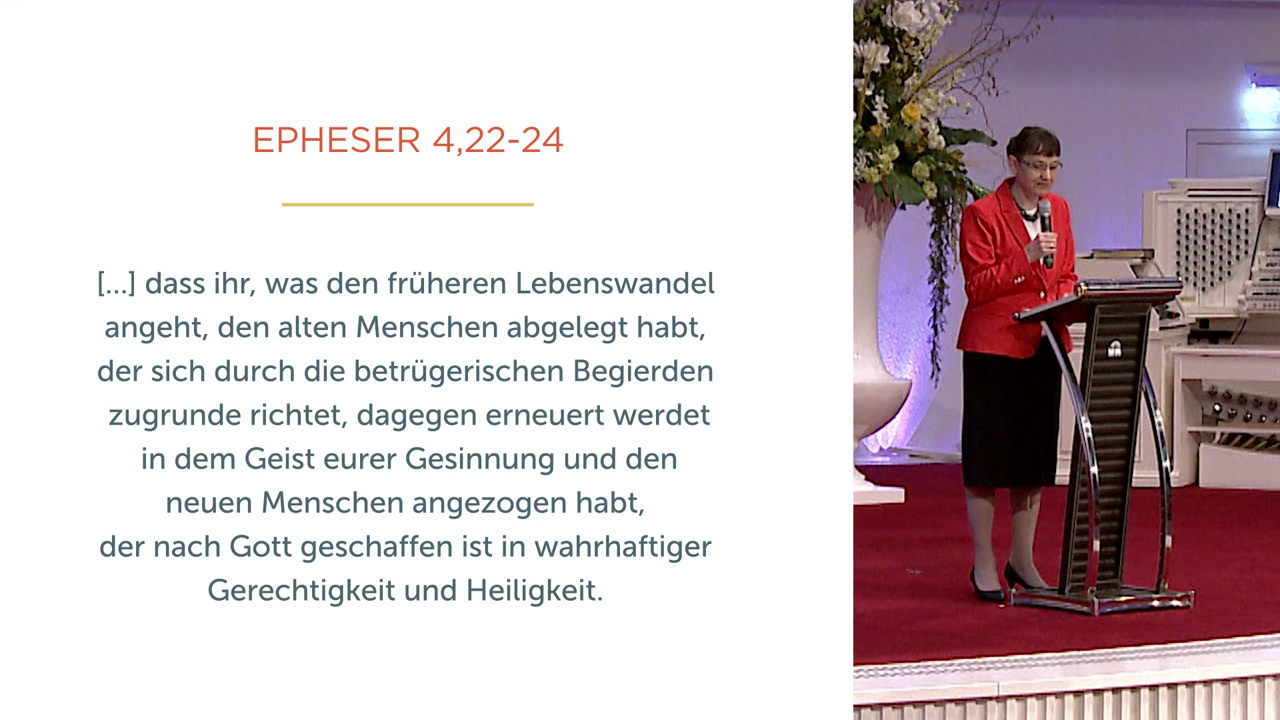 EPHESER 4,22-24
[...] dass ihr, was den früheren Lebenswandel
angeht, den alten Menschen abgelegt habt,
der sich durch die betrügerischen Begierden
zugrunde richtet, dagegen erneuert werdet
in dem Geist eurer Gesinnung und den
neuen Menschen angezogen habt,
der nach Gott geschaffen ist in wahrhaftiger
Gerechtigkeit und Heiligkeit.